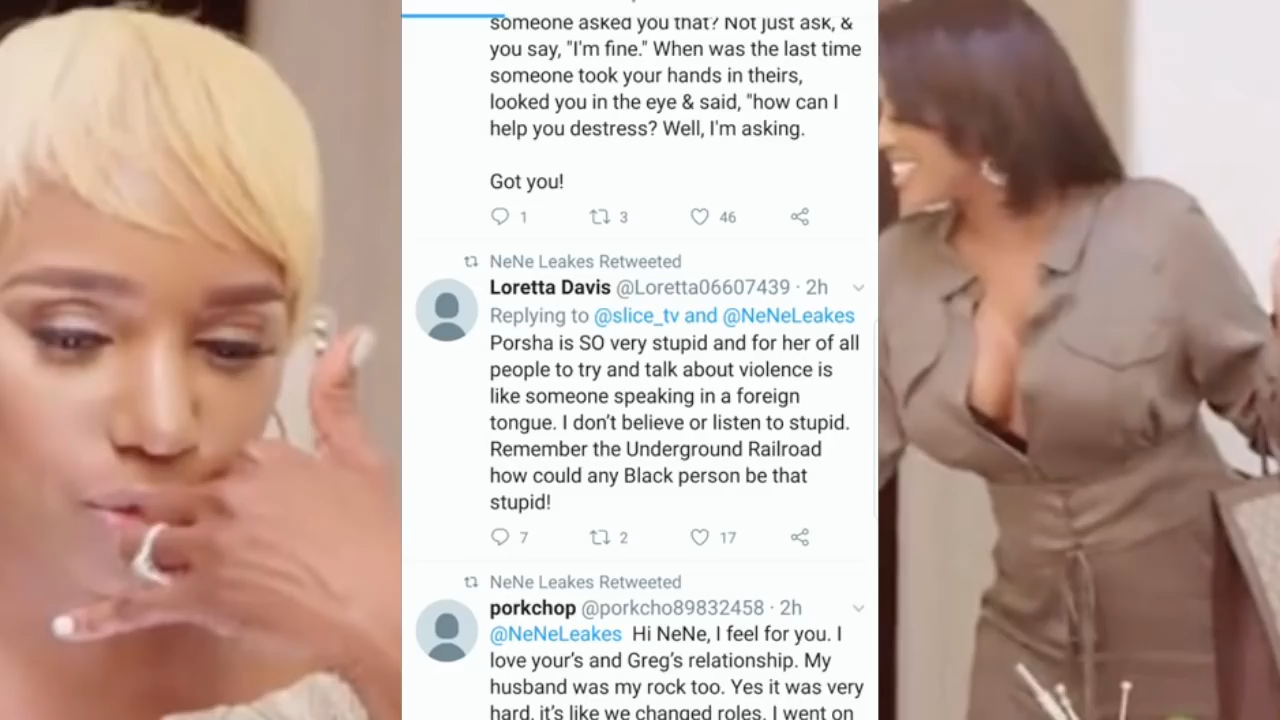 someone asked you that? Not just ask, &
you say, "I'm fine." When was the last time
someone took your hands in theirs,
looked you in the eye & said, "how can I
help you destress? Well, I'm asking.
Got you!
1 3 46
NeNe Leakes Retweeted
Loretta Davis @Loretta06607439 · 2h
Replying to @slice_tv and @NeNeLeakes
Porsha is SO very stupid and for her of all
people to try and talk about violence is
like someone speaking in a foreign
tongue. I don’t believe or listen to stupid.
Remember the Underground Railroad
how could any Black person be that
stupid!
7 2 17
NeNe Leakes Retweeted
porkchop @porkcho89832458 · 2h
@NeNeLeakes Hi NeNe, I feel for you. I
love your’s and Greg’s relationship. My
husband was my rock too. Yes it was very
hard, it’s like we changed roles. I went on